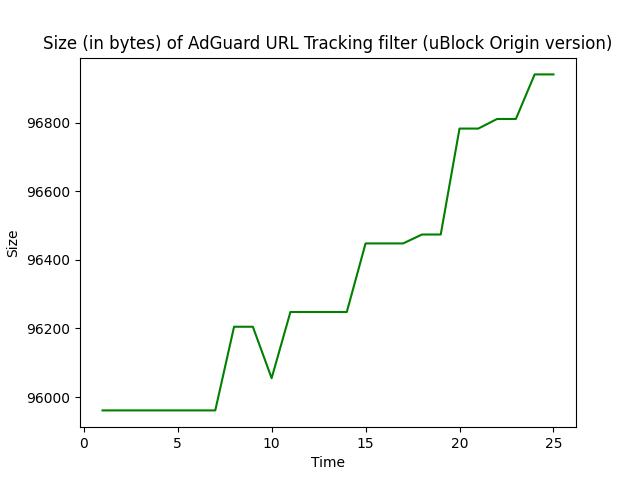 Size (in bytes) of AdGuard URL Tracking filter (uBlock Origin version)
96800
96600
96400
96200
96000
Size
0 5 10 15 20 25
Time